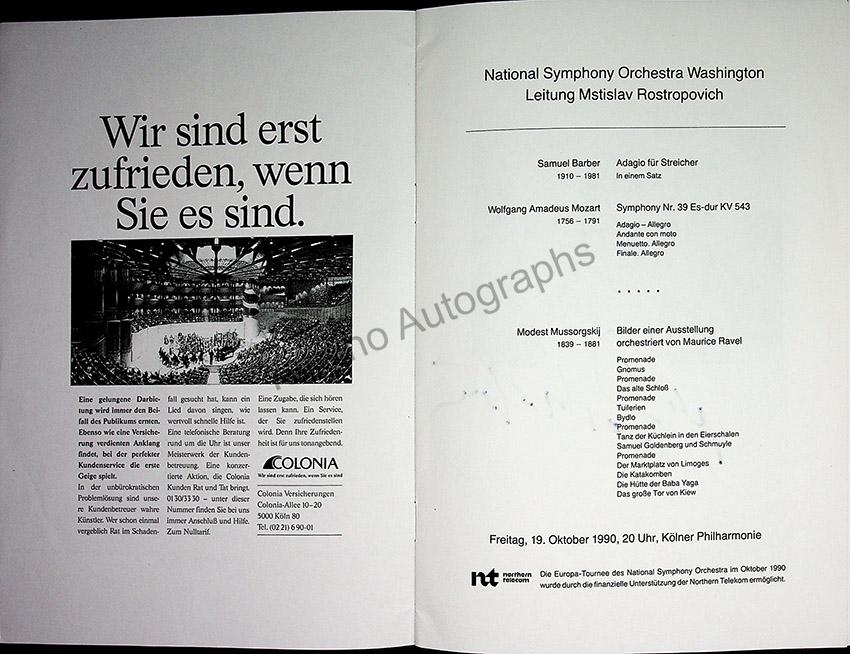 Wir sind erst
zufrieden, wenn
Sie es sind.
Eine gelungene Darbie-
tung wird immer den Bei-
fall des Publikums ernten.
Ebenso wie eine Versiche-
rung verdienten Anklang
findet, bei der perfekter
Kundenservice die erste
Geige spielt.
In der unbürokratischen
Problemlösung sind unse-
re Kundenbetreuer wahre
Künstler. Wer schon einmal
vergeblich Rat im Schaden-
fall gesucht hat, kann ein
Lied davon singen, wie
wertvoll schnelle Hilfe ist.
Eine telefonische Beratung
rund um die Uhr ist unser
Meisterwerk der Kunden-
betreuung. Eine konzer-
tierte Aktion, die Colonia
Kunden Rat und Tat bringt.
01 30/33 30 – unter dieser
Nummer finden Sie bei uns
immer Anschluß und Hilfe.
Zum Nulltarif.
Eine Zugabe, die sich hören
lassen kann. Ein Service,
der Sie zufriedenstellen
wird. Denn Ihre Zufrieden-
heit ist für uns tonangebend.
COLONIA
Wir sind erst zufrieden, wenn Sie es sind
Colonia Versicherungen
Colonia-Allee 10–20
5000 Köln 80
Tel. (02 21) 6 90-01
National Symphony Orchestra Washington
Leitung Mstislav Rostropovich
Samuel Barber Adagio für Streicher
1910 – 1981 In einem Satz
Wolfgang Amadeus Mozart Symphony Nr. 39 Es-dur KV 543
1756 – 1791
Adagio – Allegro
Andante con moto
Menuetto. Allegro
Finale. Allegro
. . . . .
Modest Mussorgskij Bilder einer Ausstellung
1839 – 1881 orchestriert von Maurice Ravel
Promenade
Gnomus
Promenade
Das alte Schloß
Promenade
Tuilerien
Bydlo
Promenade
Tanz der Küchlein in den Eierschalen
Samuel Goldenberg und Schmuyle
Promenade
Der Marktplatz von Limoges
Die Katakomben
Die Hütte der Baba Yaga
Das große Tor von Kiew
Freitag, 19. Oktober 1990, 20 Uhr, Kölner Philharmonie
nt northern
telecom
Die Europa-Tournee des National Symphony Orchestra im Oktober 1990
wurde durch die finanzielle Unterstützung der Northern Telekom ermöglicht.
Autographs